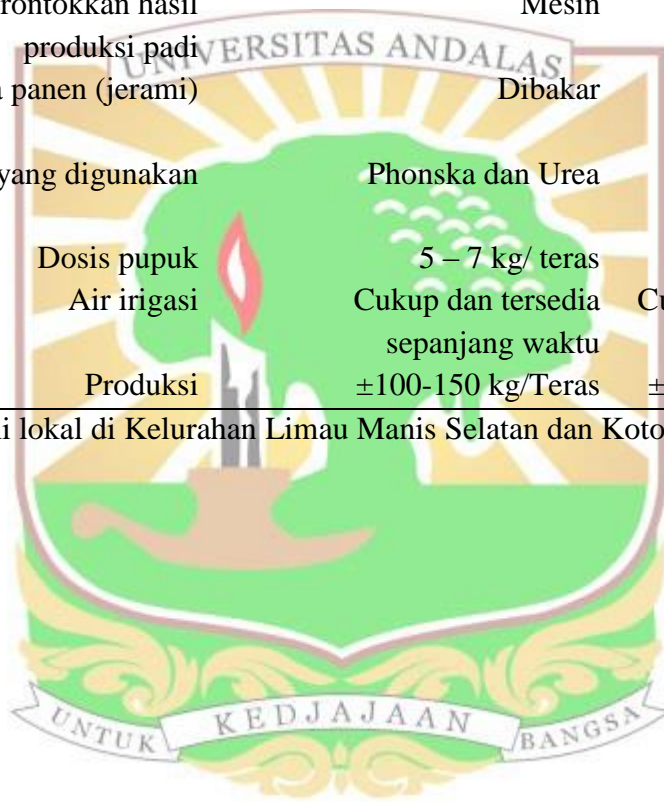 rontokkan hasil Mesin
produksi padi
UNIVERSITAS ANDALAS
panen (jerami) Dibakar
yang digunakan Phonska dan Urea
Dosis pupuk 5 – 7 kg/ teras
Air irigasi Cukup dan tersedia
sepanjang waktu
Produksi ±100-150 kg/Teras ±
lokal di Kelurahan Limau Manis Selatan dan Koto
UNTUK KEDJAJAAN BANGSA